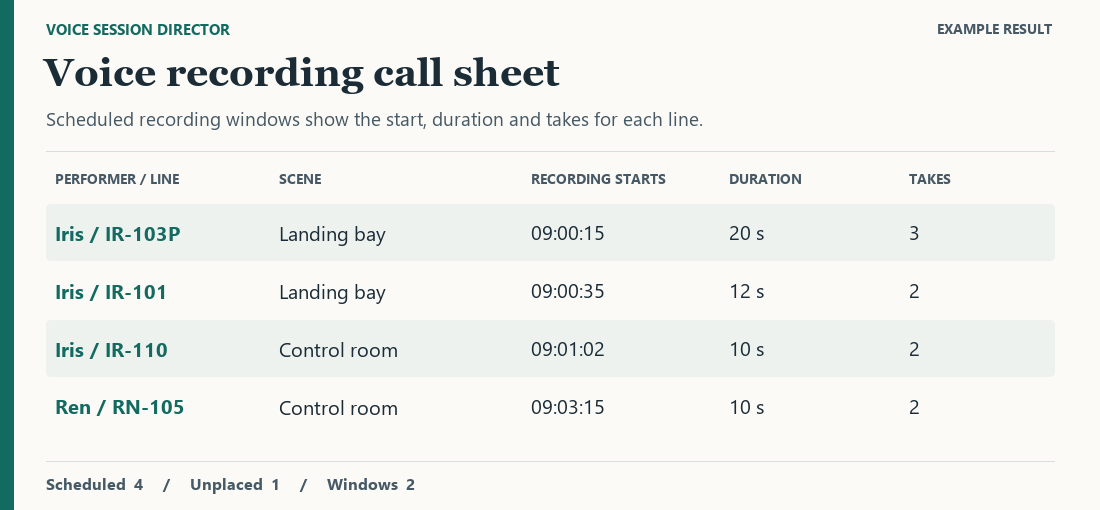 VOICE SESSION DIRECTOR
EXAMPLE RESULT
Voice recording call sheet
Scheduled recording windows show the start, duration and takes for each line.
PERFORMER / LINE SCENE RECORDING STARTS DURATION TAKES
Iris / IR-103P Landing bay 09:00:15 20 s 3
Iris / IR-101 Landing bay 09:00:35 12 s 2
Iris / IR-110 Control room 09:01:02 10 s 2
Ren / RN-105 Control room 09:03:15 10 s 2
Scheduled 4 / Unplaced 1 / Windows 2